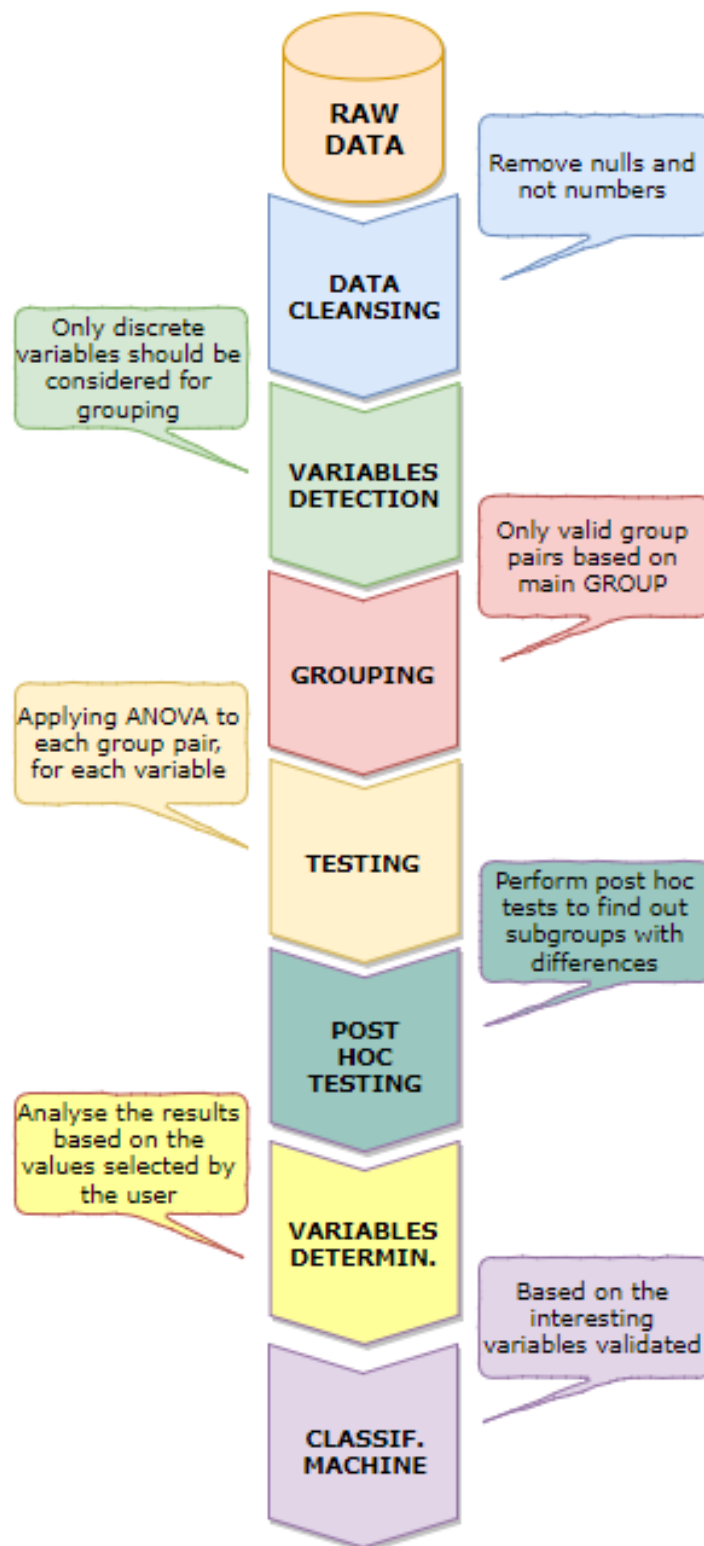 RAW
DATA
Remove nulls and
not numbers
DATA
CLEANSING
Only discrete
variables should be
considered for
grouping
VARIABLES
DETECTION
Only valid group
pairs based on
main GROUP
GROUPING
Applying ANOVA to
each group pair,
for each variable
TESTING
Perform post hoc
tests to find out
subgroups with
differences
POST
HOC
TESTING
Analyse the results
based on the
values selected by
the user
VARIABLES
DETERMIN.
Based on the
interesting
variables validated
CLASSIF.
MACHINE